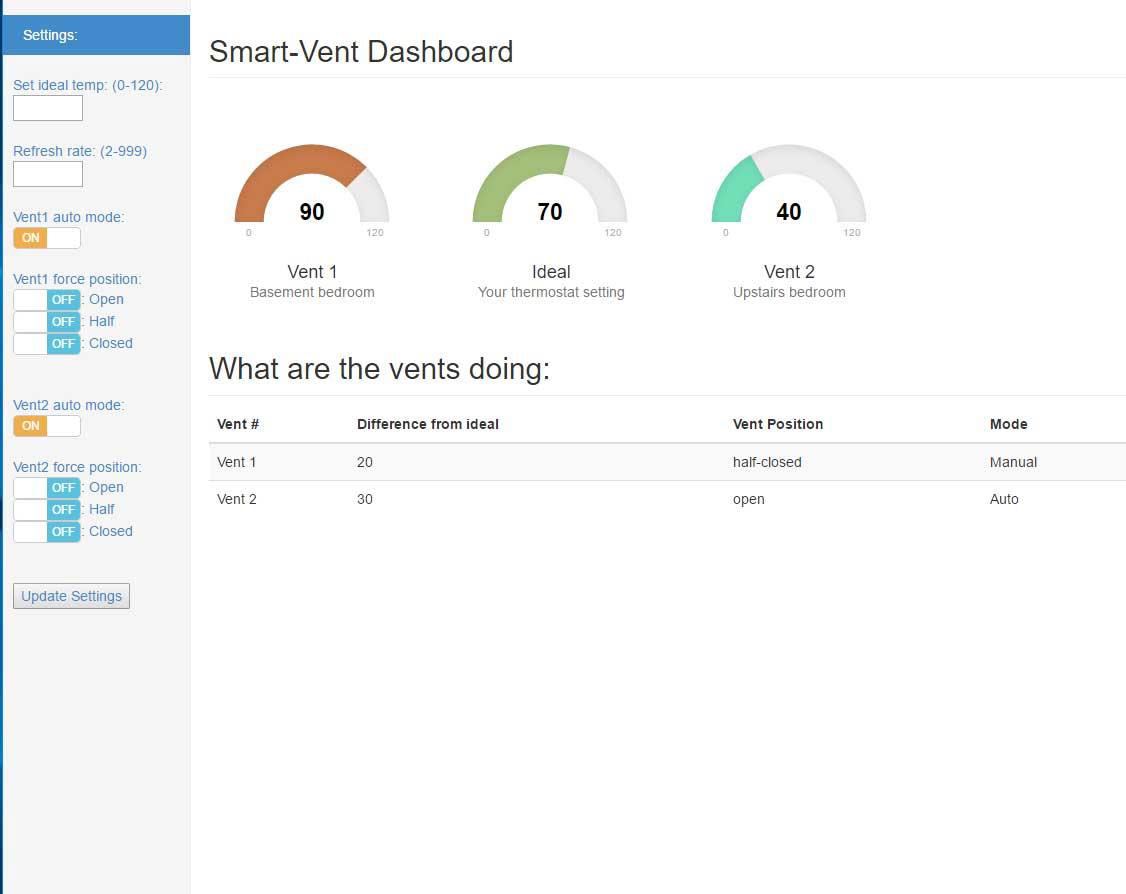 Settings:
Set ideal temp: (0-120):
Refresh rate: (2-999)
Vent1 auto mode:
ON
Vent1 force position:
OFF : Open
OFF : Half
OFF : Closed
Vent2 auto mode:
ON
Vent2 force position:
OFF : Open
OFF : Half
OFF : Closed
Update Settings
Smart-Vent Dashboard
90
0 120
Vent 1
Basement bedroom
70
0 120
Ideal
Your thermostat setting
40
0 120
Vent 2
Upstairs bedroom
What are the vents doing:
Vent # Difference from ideal Vent Position Mode
Vent 1 20 half-closed Manual
Vent 2 30 open Auto